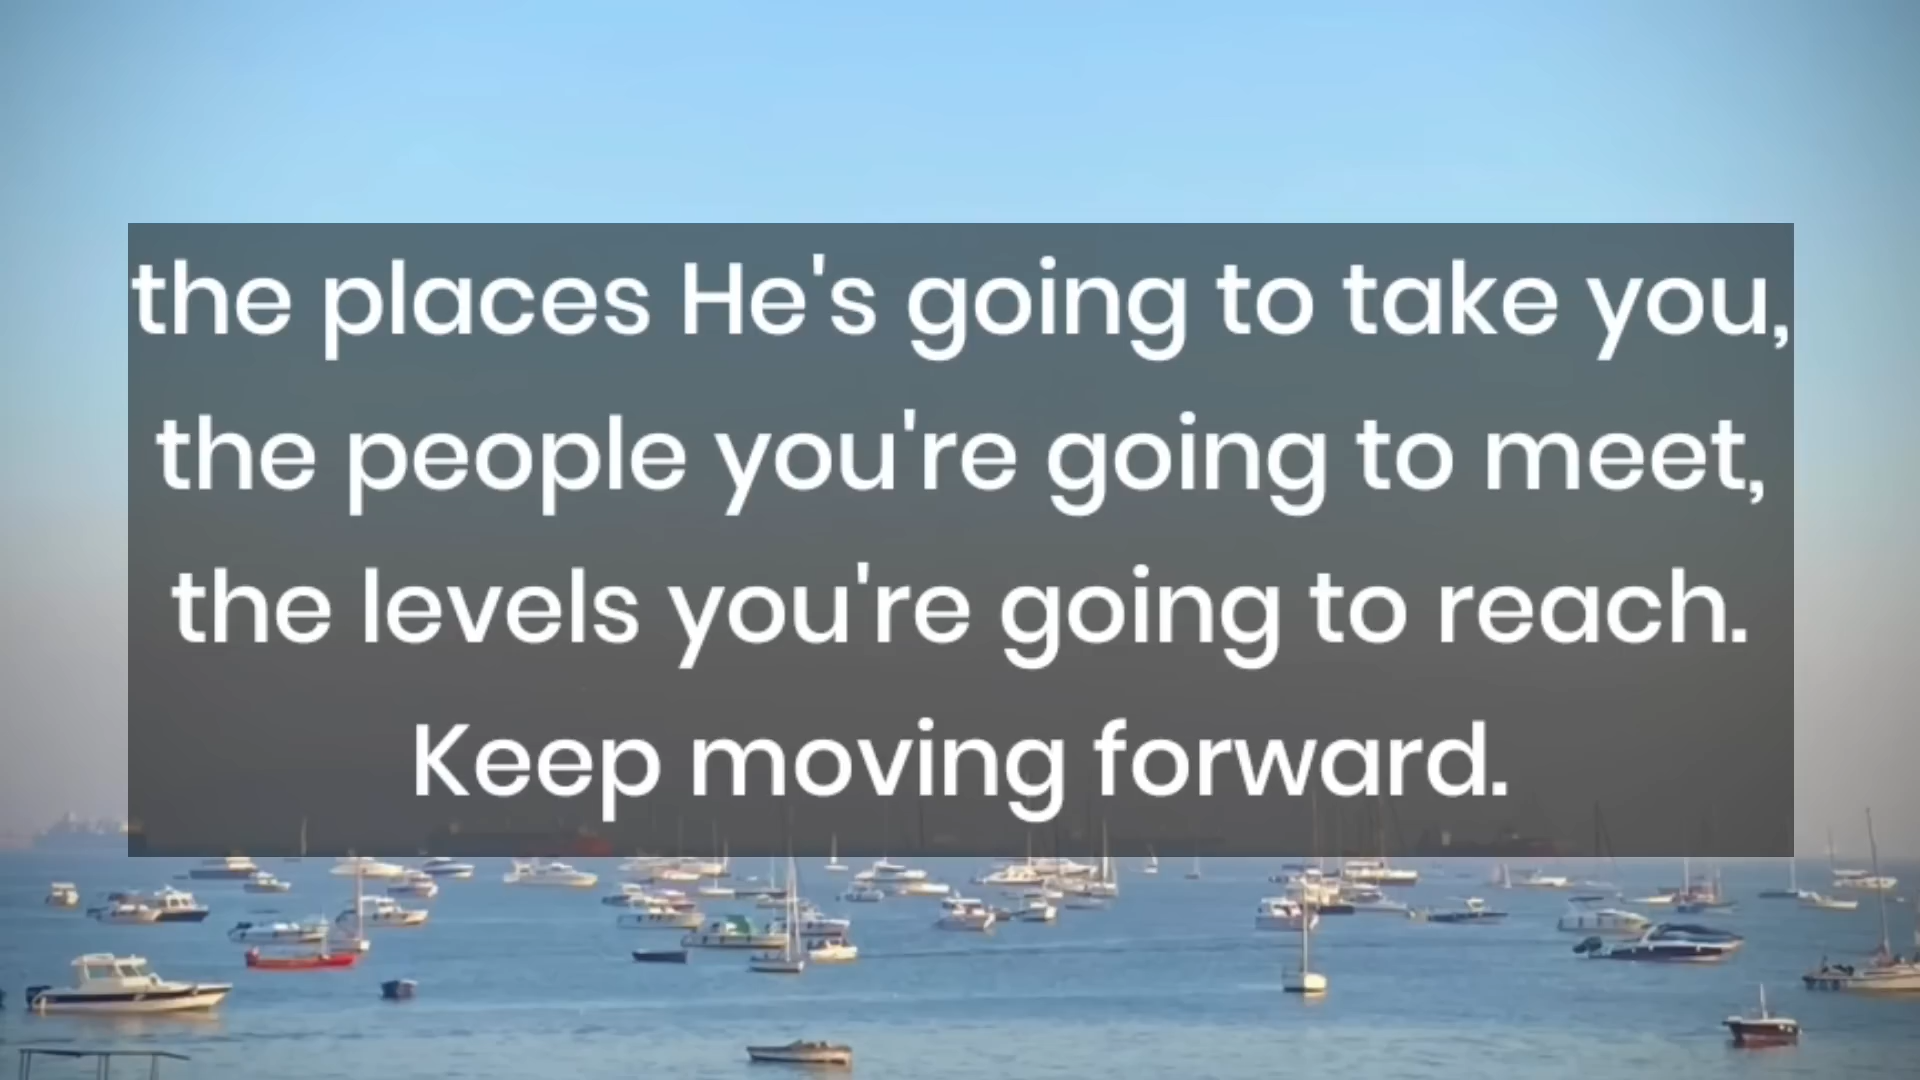 the places He's going to take you,
the people you're going to meet,
the levels you're going to reach.
Keep moving forward.